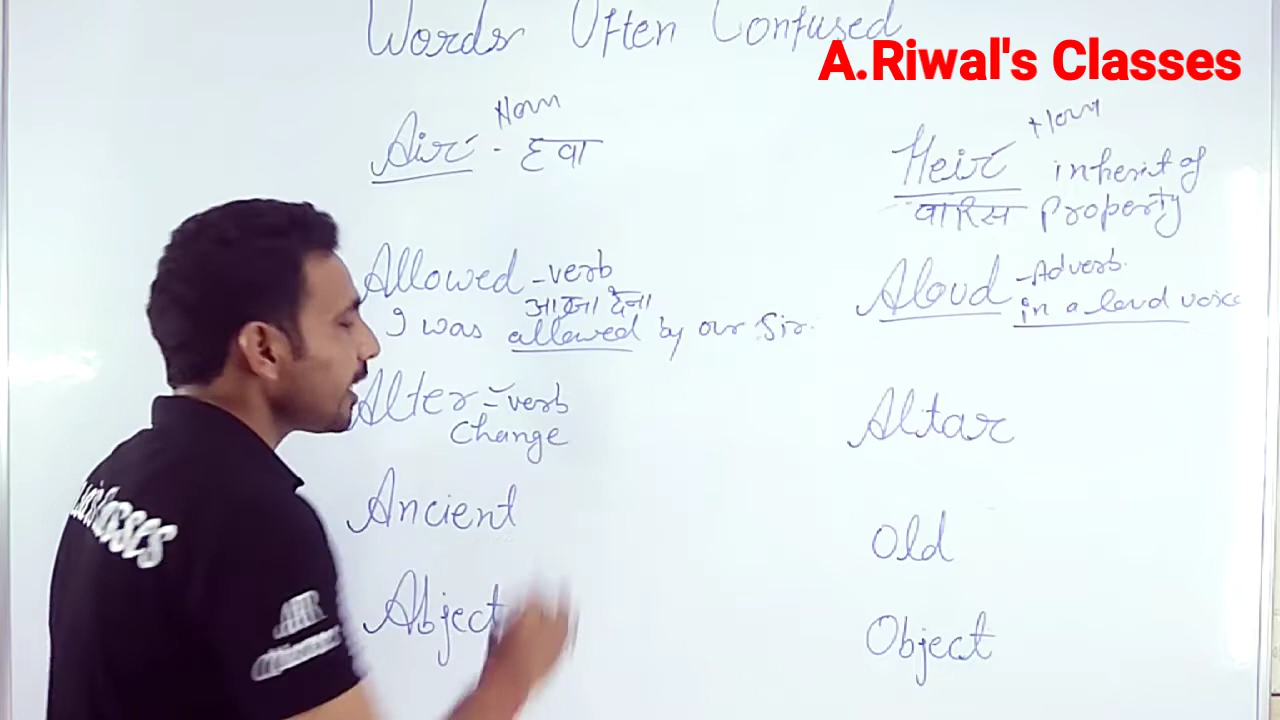 Words Often Confused
A.Riwal's Classes
Noun
Air - हवा
Noun
Heir inherit of
वारिस property
Allowed - verb
आज्ञा देना
I was allowed by our Sir.
Aloud - Adverb.
in a loud voice
Alter = verb
Change
Altar
Ancient
Old
Abject
Object